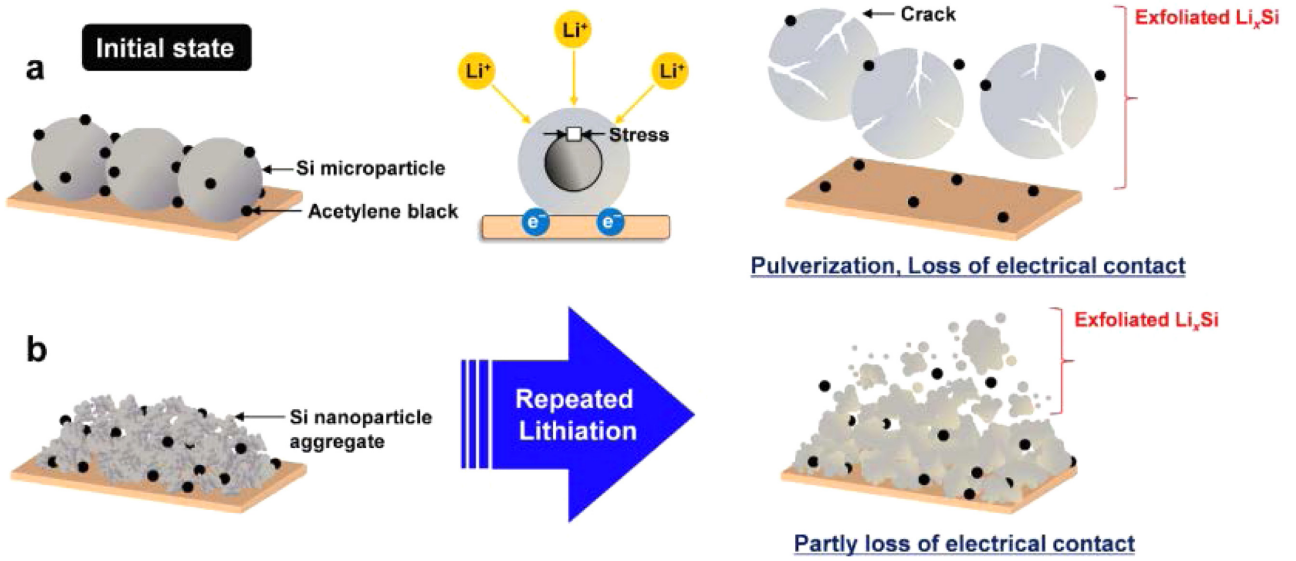 a
Initial state
Si microparticle
Acetylene black
Li⁺
Li⁺
Li⁺
Stress
e⁻
e⁻
Crack
Exfoliated LiₓSi
Pulverization, Loss of electrical contact
b
Si nanoparticle
aggregate
Repeated
Lithiation
Exfoliated LiₓSi
Partly loss of electrical contact